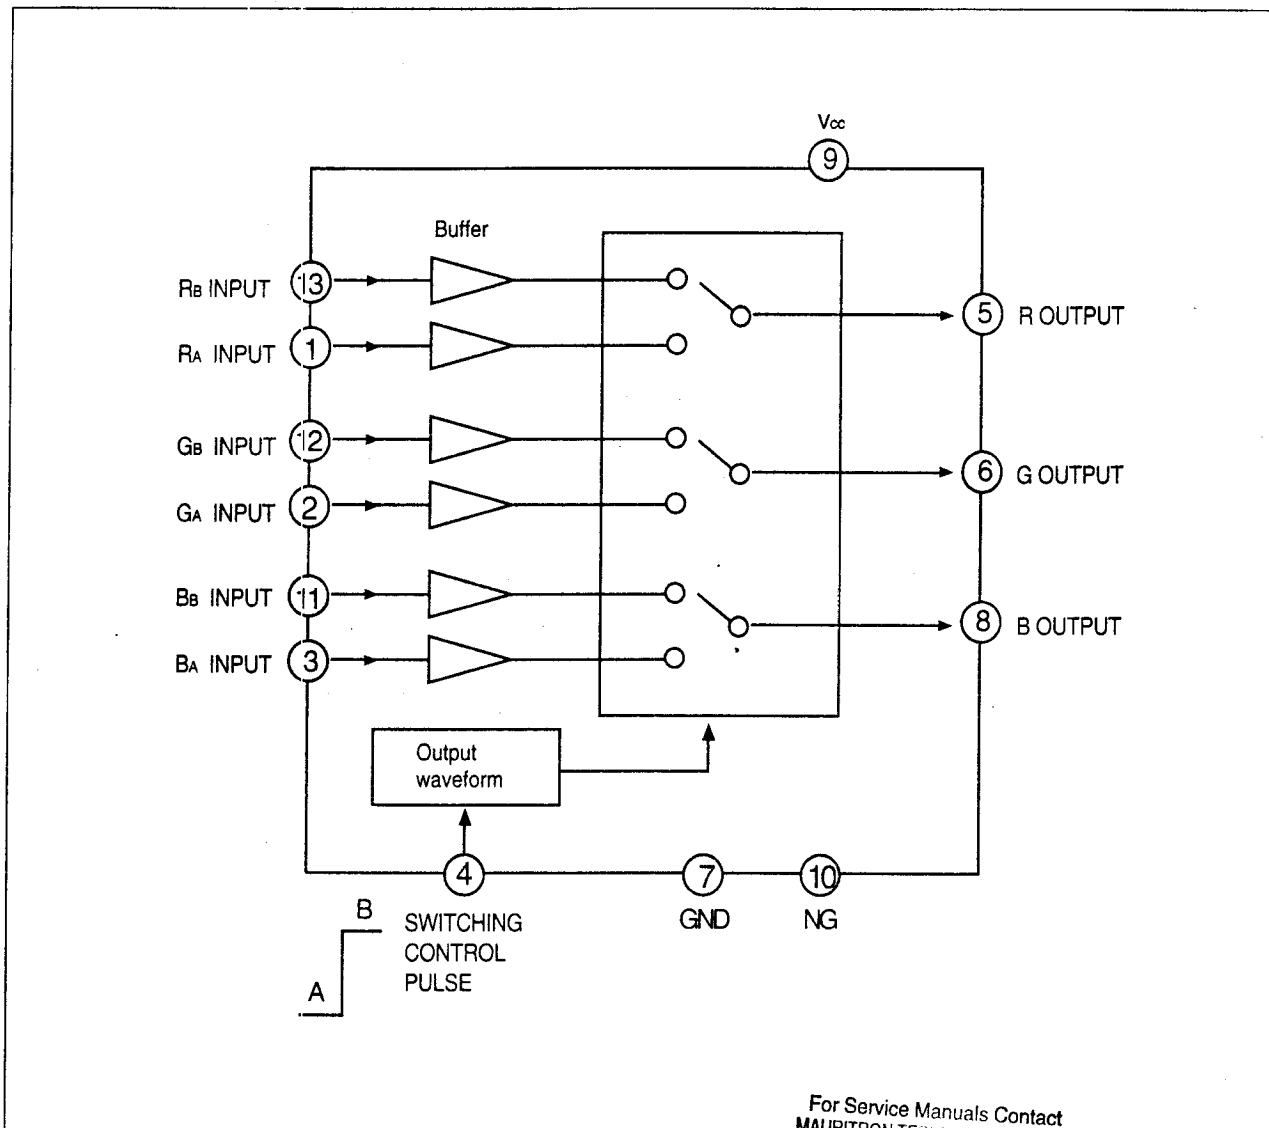 Vcc
9
Buffer
RB INPUT 13
RA INPUT 1
5 R OUTPUT
GB INPUT 12
GA INPUT 2
6 G OUTPUT
BB INPUT 11
BA INPUT 3
8 B OUTPUT
Output
waveform
4
7
10
SWITCHING
CONTROL
PULSE
GND
NG
B
A
For Service Manuals Contact
MAURITRON